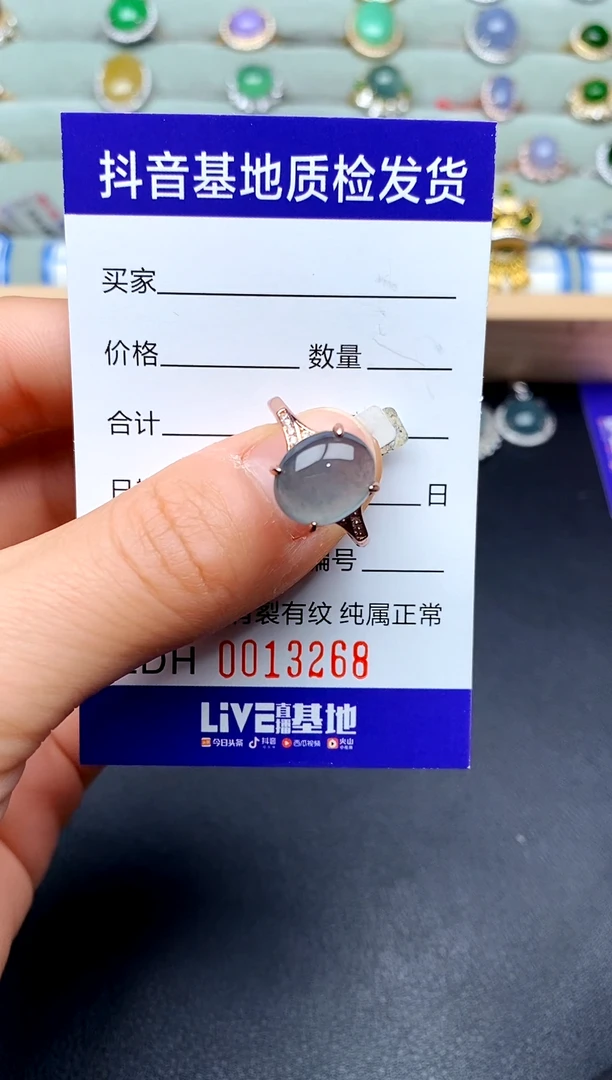 抖音基地质检发货
买家
价格 数量
合计
日
编号
有裂有纹 纯属正常
DH 0013268
LiVE直播基地
今日头条 抖音 西瓜视频 火山